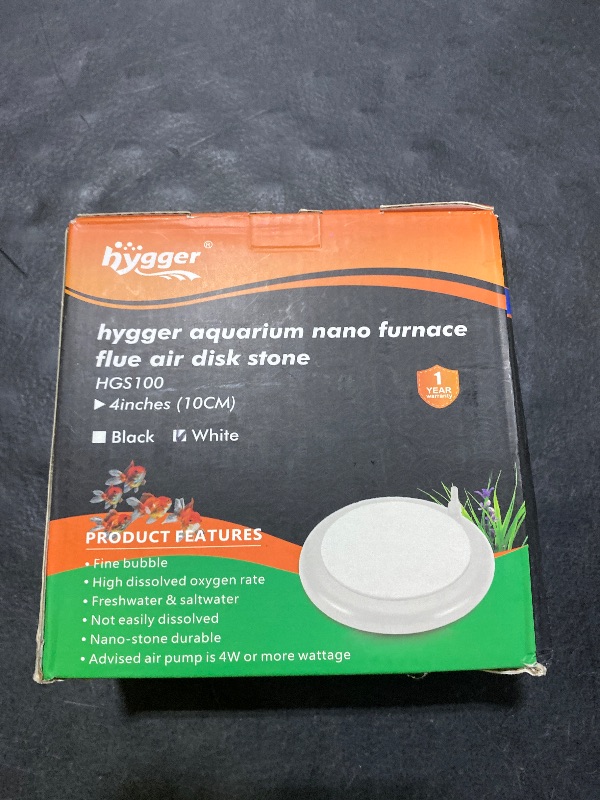 hygger®
hygger aquarium nano furnace
flue air disk stone
HGS100
▶ 4inches (10CM)
1
YEAR
warranty
Black White
PRODUCT FEATURES
• Fine bubble
• High dissolved oxygen rate
• Freshwater & saltwater
• Not easily dissolved
• Nano-stone durable
• Advised air pump is 4W or more wattage